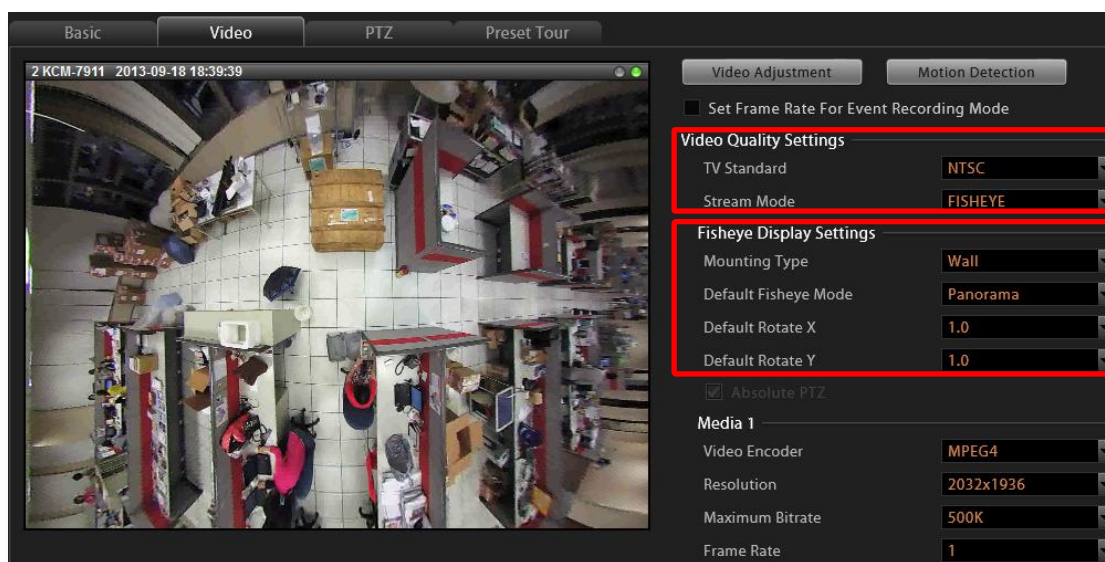 Basic Video PTZ Preset Tour
2 KCM-7911 2013-09-18 18:39:39
Video Adjustment Motion Detection
Set Frame Rate For Event Recording Mode
Video Quality Settings
TV Standard NTSC
Stream Mode FISHEYE
Fisheye Display Settings
Mounting Type Wall
Default Fisheye Mode Panorama
Default Rotate X 1.0
Default Rotate Y 1.0
Absolute PTZ
Media 1
Video Encoder MPEG4
Resolution 2032x1936
Maximum Bitrate 500K
Frame Rate 1